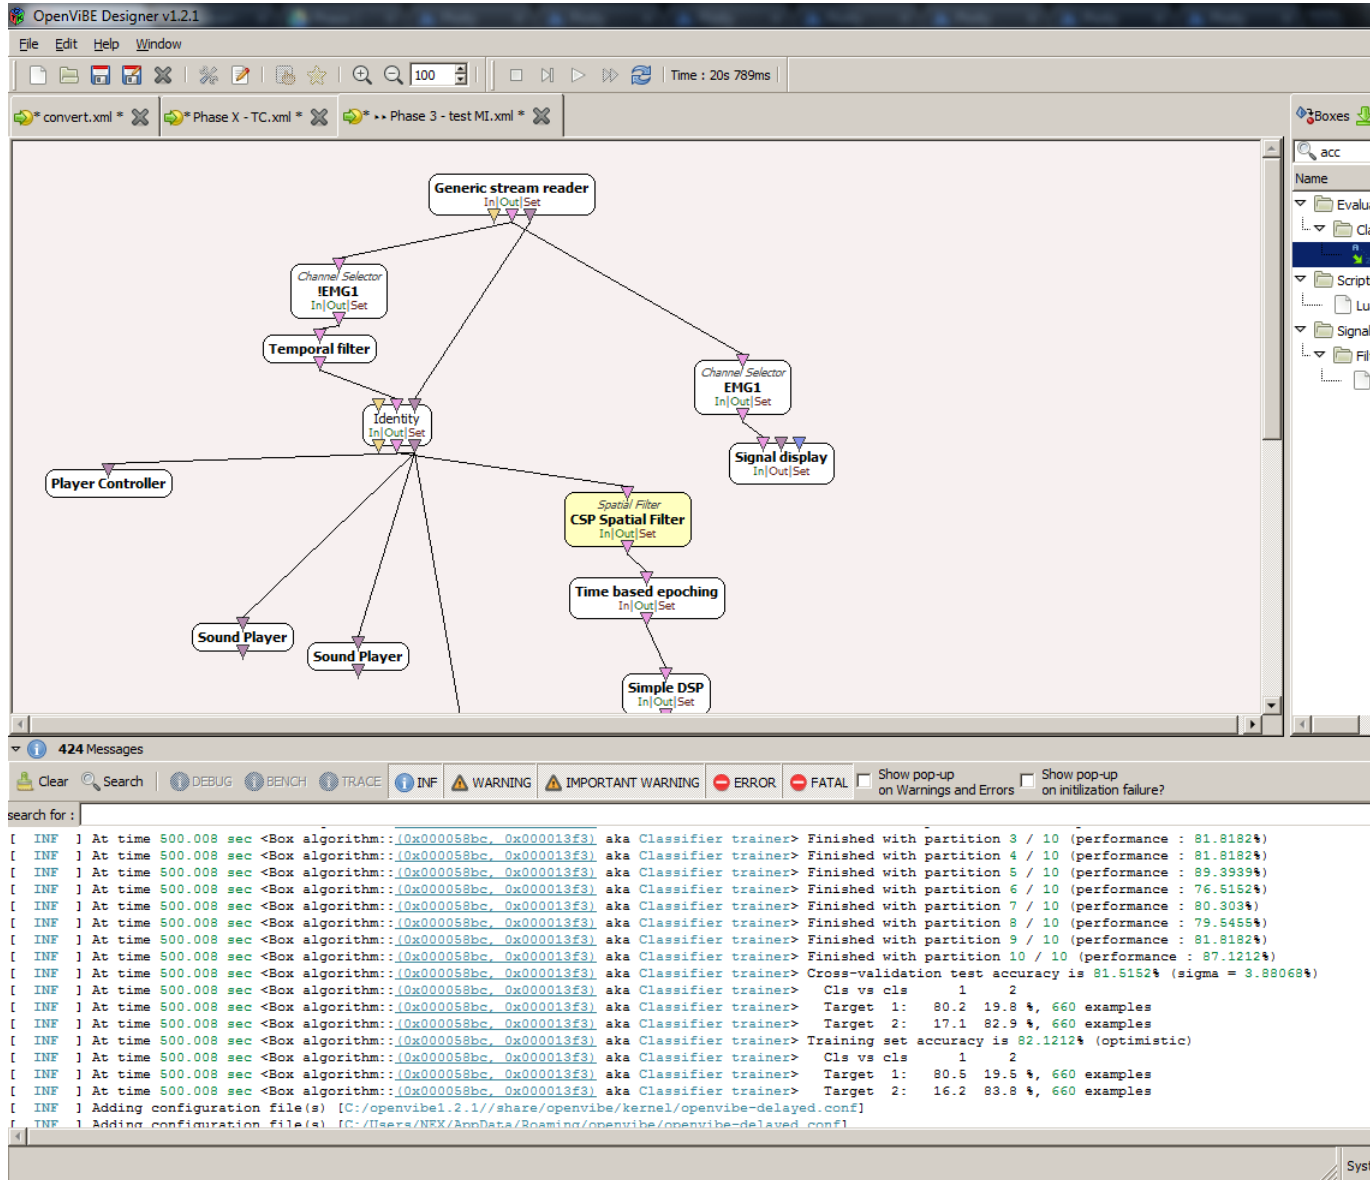 OpenViBE Designer v1.2.1
File Edit Help Window
100 Time : 20s 789ms
* convert.xml * * Phase X - TC.xml * * ▸▸ Phase 3 - test MI.xml *
Boxes
acc
Name
Generic stream reader
In|Out|Set
Channel Selector
!EMG1
In|Out|Set
Temporal filter
Channel Selector
EMG1
In|Out|Set
Identity
In|Out|Set
Signal display
In|Out|Set
Player Controller
Spatial Filter
CSP Spatial Filter
In|Out|Set
Time based epoching
In|Out|Set
Sound Player
Sound Player
Simple DSP
In|Out|Set
Evalu
Cla
Script
Lu
Signal
Fil
424 Messages
Clear Search DEBUG BENCH TRACE INF WARNING IMPORTANT WARNING ERROR FATAL Show pop-up on Warnings and Errors Show pop-up on initilization failure?
search for :
[ INF ] At time 500.008 sec <Box algorithm::(0x000058bc, 0x000013f3) aka Classifier trainer> Finished with partition 3 / 10 (performance : 81.8182%)
[ INF ] At time 500.008 sec <Box algorithm::(0x000058bc, 0x000013f3) aka Classifier trainer> Finished with partition 4 / 10 (performance : 81.8182%)
[ INF ] At time 500.008 sec <Box algorithm::(0x000058bc, 0x000013f3) aka Classifier trainer> Finished with partition 5 / 10 (performance : 89.3939%)
[ INF ] At time 500.008 sec <Box algorithm::(0x000058bc, 0x000013f3) aka Classifier trainer> Finished with partition 6 / 10 (performance : 76.5152%)
[ INF ] At time 500.008 sec <Box algorithm::(0x000058bc, 0x000013f3) aka Classifier trainer> Finished with partition 7 / 10 (performance : 80.303%)
[ INF ] At time 500.008 sec <Box algorithm::(0x000058bc, 0x000013f3) aka Classifier trainer> Finished with partition 8 / 10 (performance : 79.5455%)
[ INF ] At time 500.008 sec <Box algorithm::(0x000058bc, 0x000013f3) aka Classifier trainer> Finished with partition 9 / 10 (performance : 81.8182%)
[ INF ] At time 500.008 sec <Box algorithm::(0x000058bc, 0x000013f3) aka Classifier trainer> Finished with partition 10 / 10 (performance : 87.1212%)
[ INF ] At time 500.008 sec <Box algorithm::(0x000058bc, 0x000013f3) aka Classifier trainer> Cross-validation test accuracy is 81.5152% (sigma = 3.88068%)
[ INF ] At time 500.008 sec <Box algorithm::(0x000058bc, 0x000013f3) aka Classifier trainer> Cls vs cls 1 2
[ INF ] At time 500.008 sec <Box algorithm::(0x000058bc, 0x000013f3) aka Classifier trainer> Target 1: 80.2 19.8 %, 660 examples
[ INF ] At time 500.008 sec <Box algorithm::(0x000058bc, 0x000013f3) aka Classifier trainer> Target 2: 17.1 82.9 %, 660 examples
[ INF ] At time 500.008 sec <Box algorithm::(0x000058bc, 0x000013f3) aka Classifier trainer> Training set accuracy is 82.1212% (optimistic)
[ INF ] At time 500.008 sec <Box algorithm::(0x000058bc, 0x000013f3) aka Classifier trainer> Cls vs cls 1 2
[ INF ] At time 500.008 sec <Box algorithm::(0x000058bc, 0x000013f3) aka Classifier trainer> Target 1: 80.5 19.5 %, 660 examples
[ INF ] At time 500.008 sec <Box algorithm::(0x000058bc, 0x000013f3) aka Classifier trainer> Target 2: 16.2 83.8 %, 660 examples
[ INF ] Adding configuration file(s) [C:/openvibe1.2.1//share/openvibe/kernel/openvibe-delayed.conf]
[ INF ] Adding configuration file(s) [C:/Users/NEX/AppData/Roaming/openvibe/openvibe-delayed.conf]
Syst